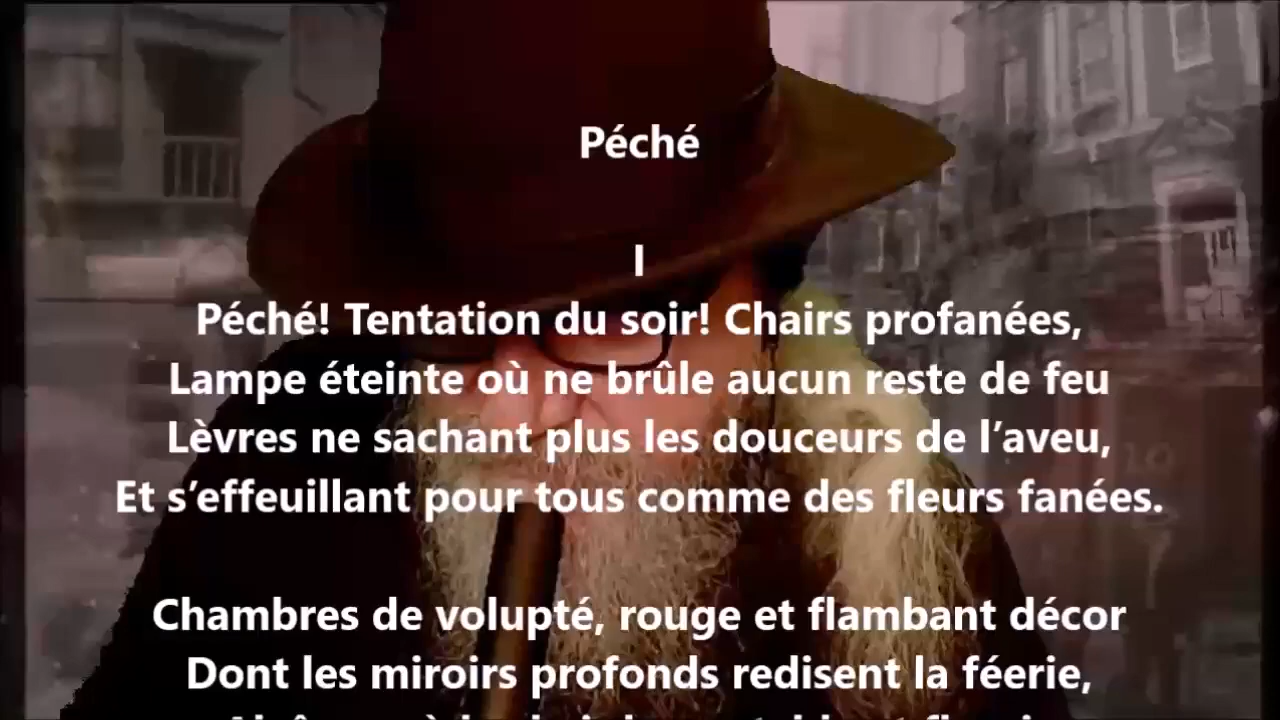 Péché
I
Péché! Tentation du soir! Chairs profanées,
Lampe éteinte où ne brûle aucun reste de feu
Lèvres ne sachant plus les douceurs de l’aveu,
Et s’effeuillant pour tous comme des fleurs fanées.
Chambres de volupté, rouge et flambant décor
Dont les miroirs profonds redisent la féerie,